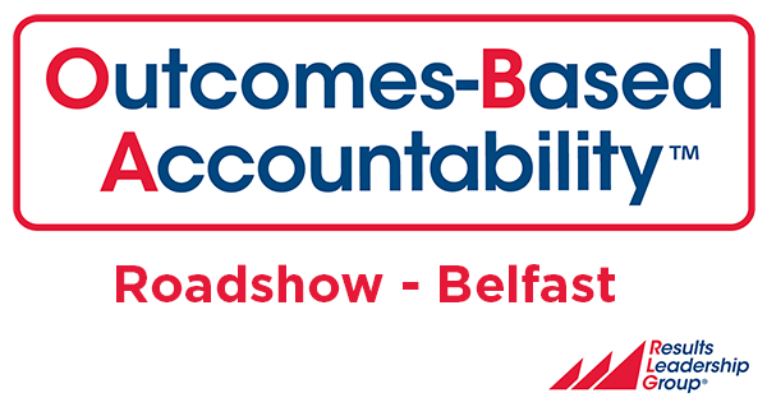 Outcomes-Based
Accountability™
Roadshow - Belfast
Results
Leadership
Group®